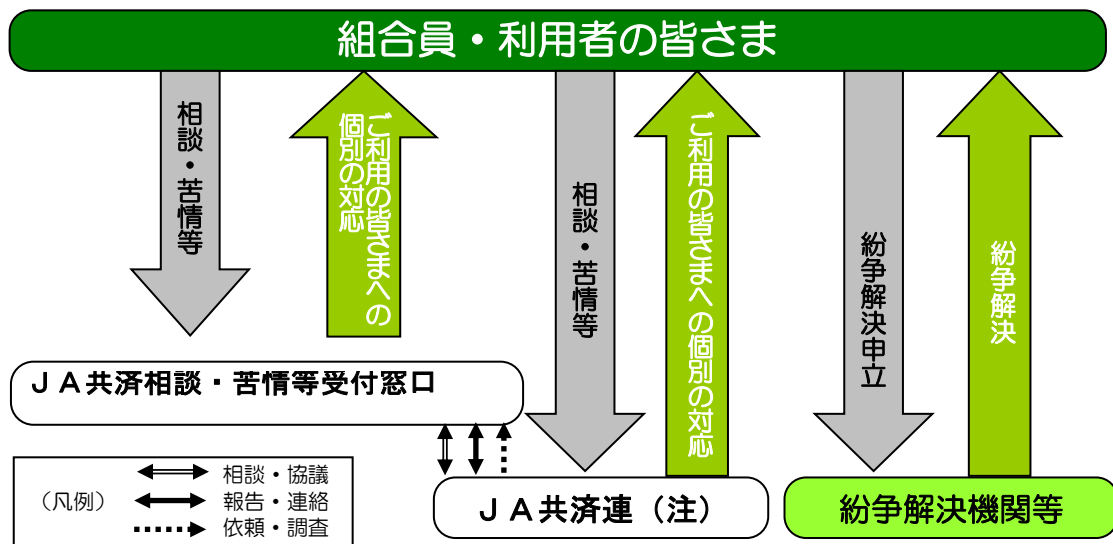 組合員・利用者の皆さま
相談・苦情等
ご利用の皆さまへの
個別の対応
相談・苦情等
ご利用の皆さまへの個別の対応
紛争解決申立
紛争解決
ＪＡ共済相談・苦情等受付窓口
（凡例）
相談・協議
報告・連絡
依頼・調査
ＪＡ共済連（注）
紛争解決機関等